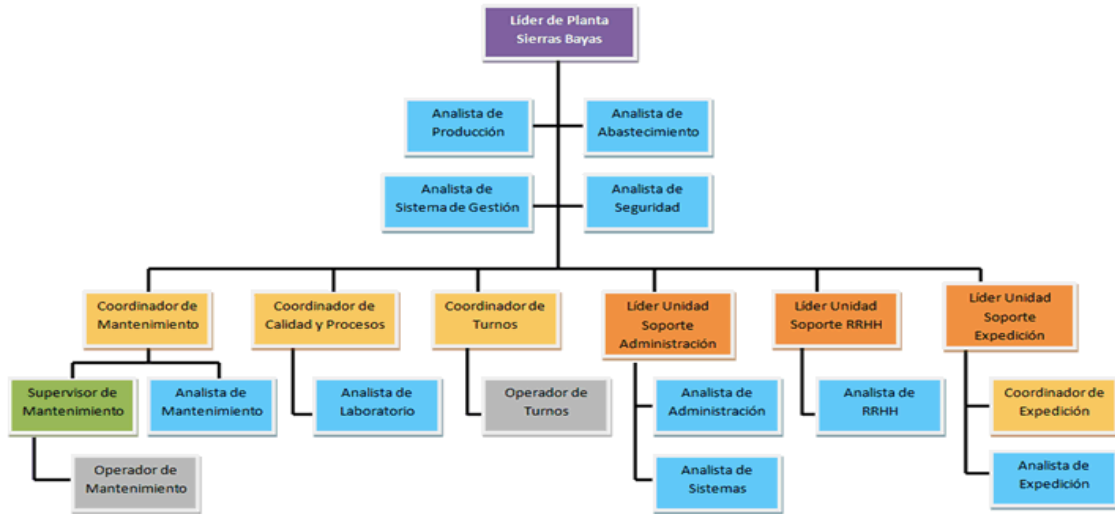 Líder de Planta
Sierras Bayas
Analista de
Producción
Analista de
Abastecimiento
Analista de
Sistema de Gestión
Analista de
Seguridad
Coordinador de
Mantenimiento
Coordinador de
Calidad y Procesos
Coordinador de
Turnos
Líder Unidad
Soporte
Administración
Líder Unidad
Soporte RRHH
Líder Unidad
Soporte
Expedición
Supervisor de
Mantenimiento
Analista de
Mantenimiento
Analista de
Laboratorio
Operador de
Turnos
Analista de
Administración
Analista de
RRHH
Coordinador de
Expedición
Operador de
Mantenimiento
Analista de
Sistemas
Analista de
Expedición